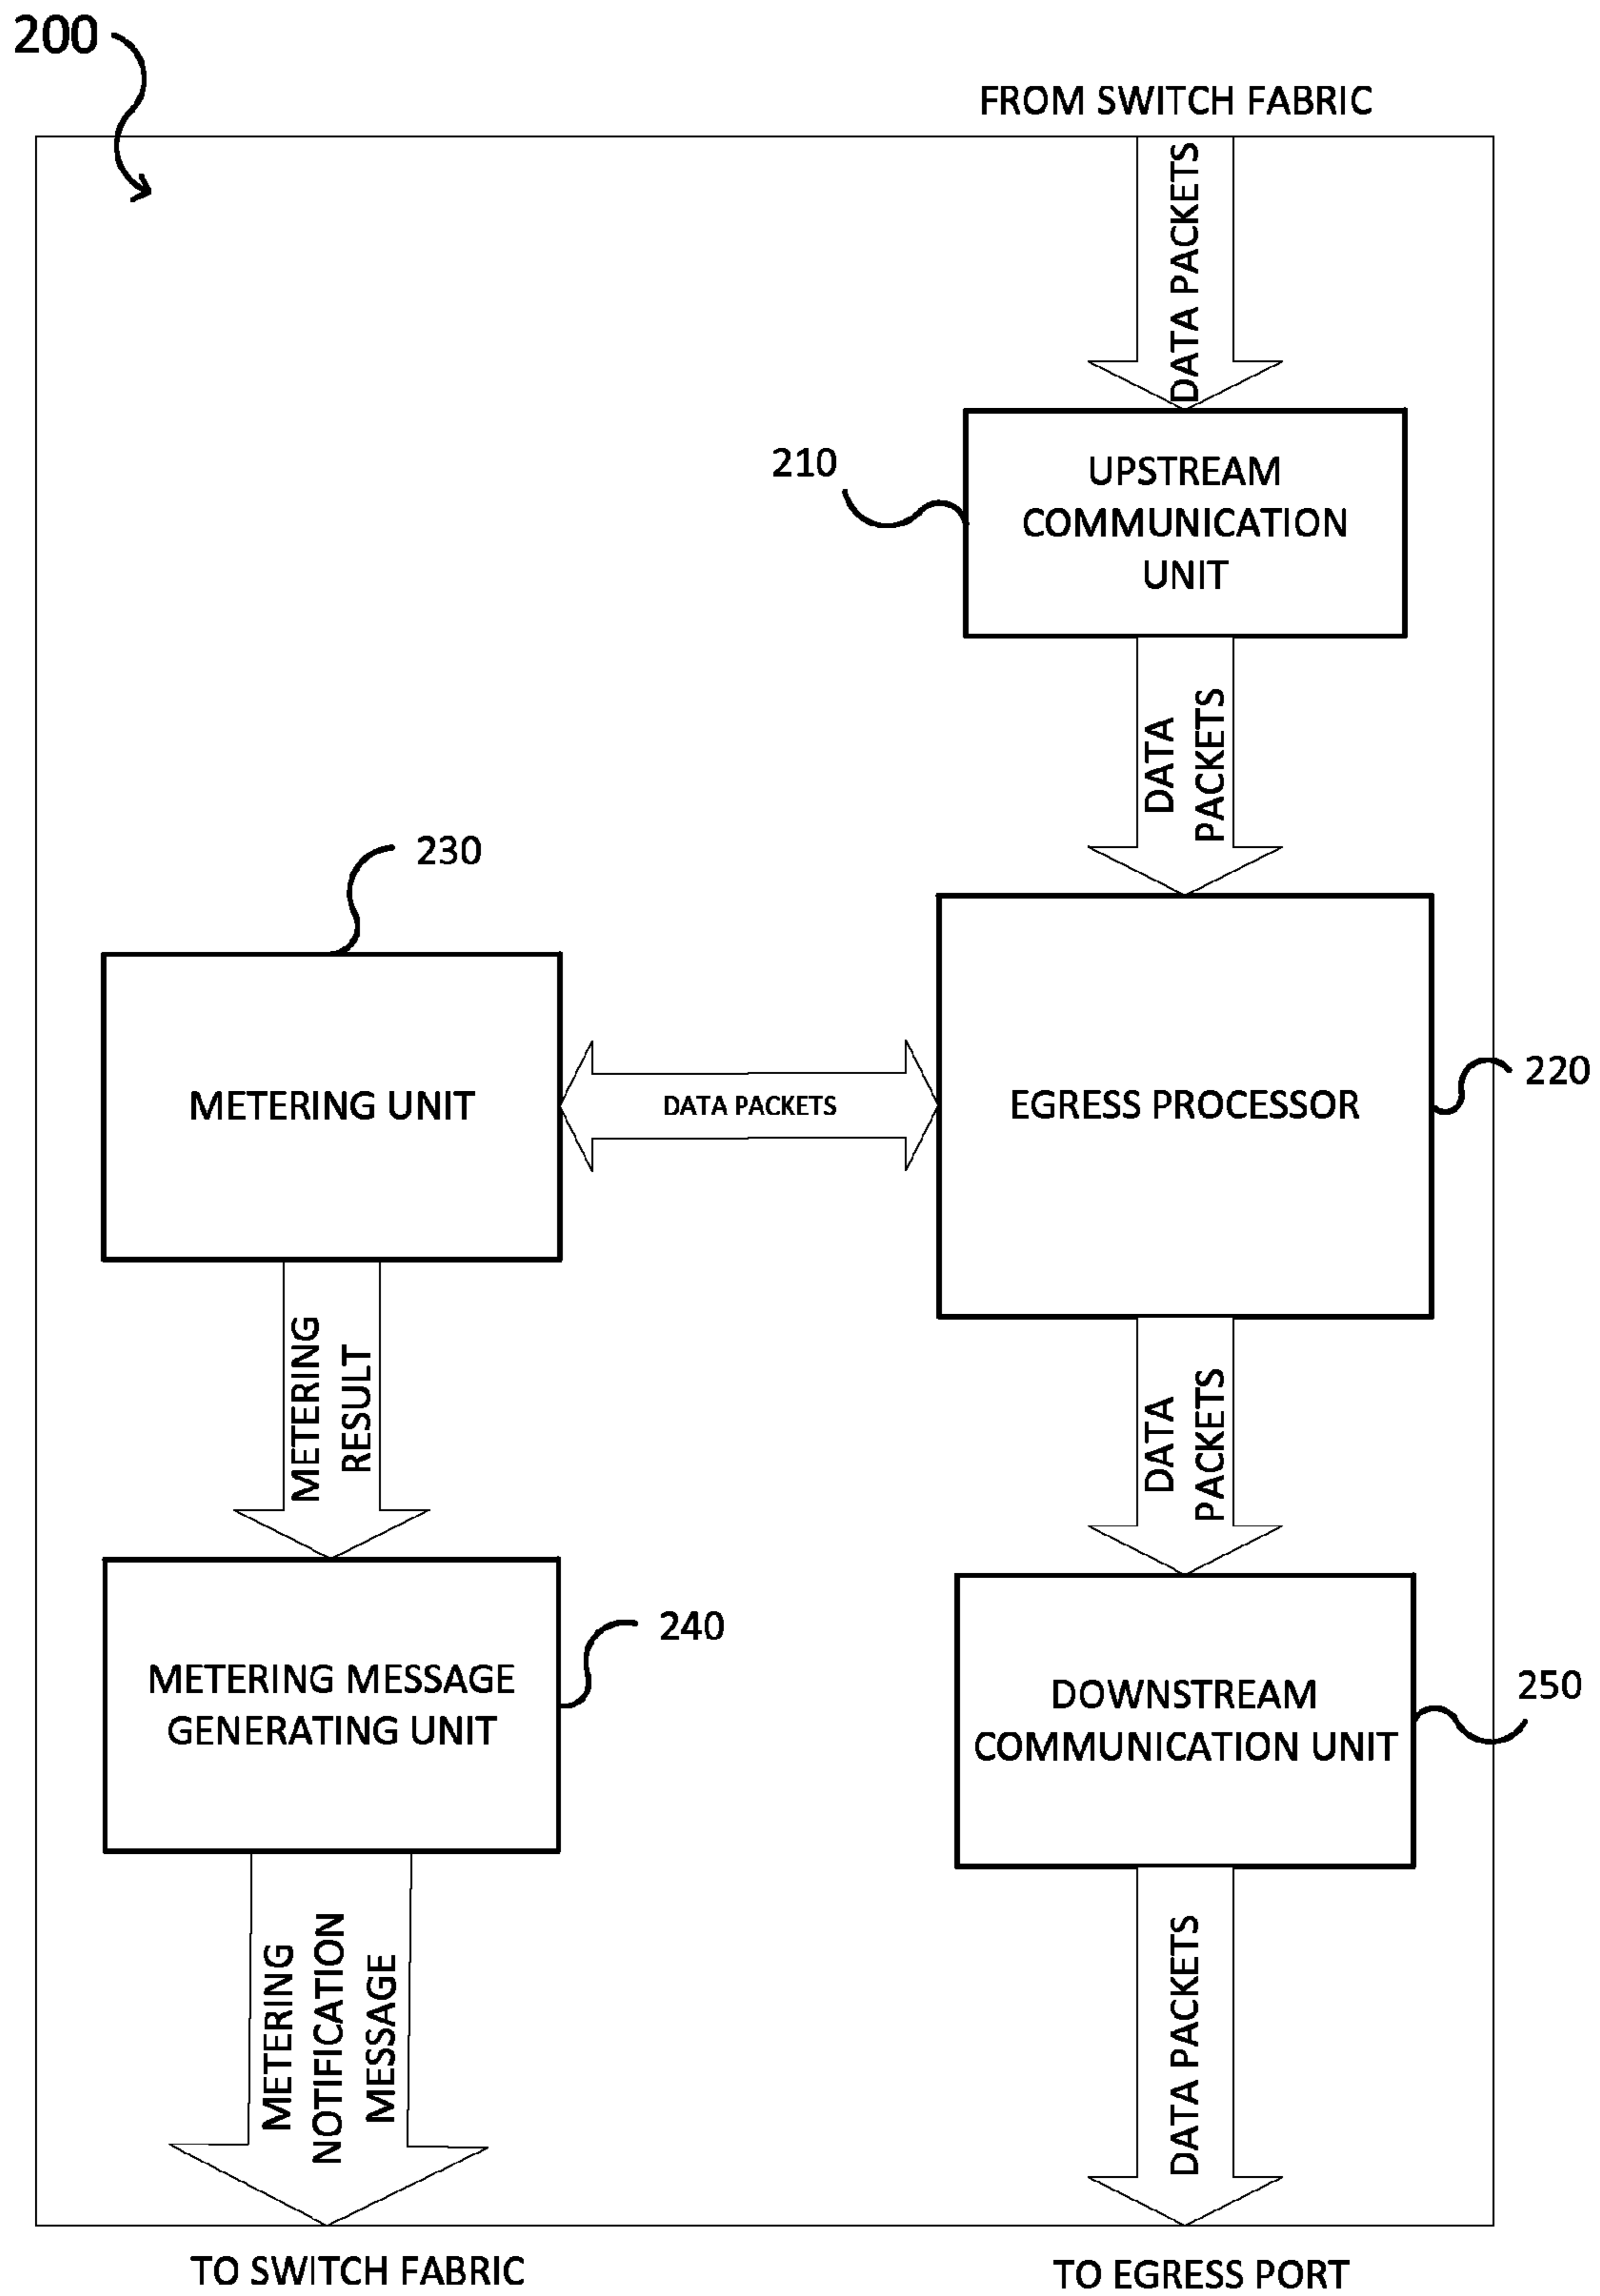 200
FROM SWITCH FABRIC
DATA PACKETS
210
UPSTREAM
COMMUNICATION
UNIT
DATA
PACKETS
230
METERING UNIT
DATA PACKETS
EGRESS PROCESSOR
220
METERING
RESULT
DATA
PACKETS
240
METERING MESSAGE
GENERATING UNIT
250
DOWNSTREAM
COMMUNICATION UNIT
METERING
NOTIFICATION
MESSAGE
DATA PACKETS
TO SWITCH FABRIC
TO EGRESS PORT